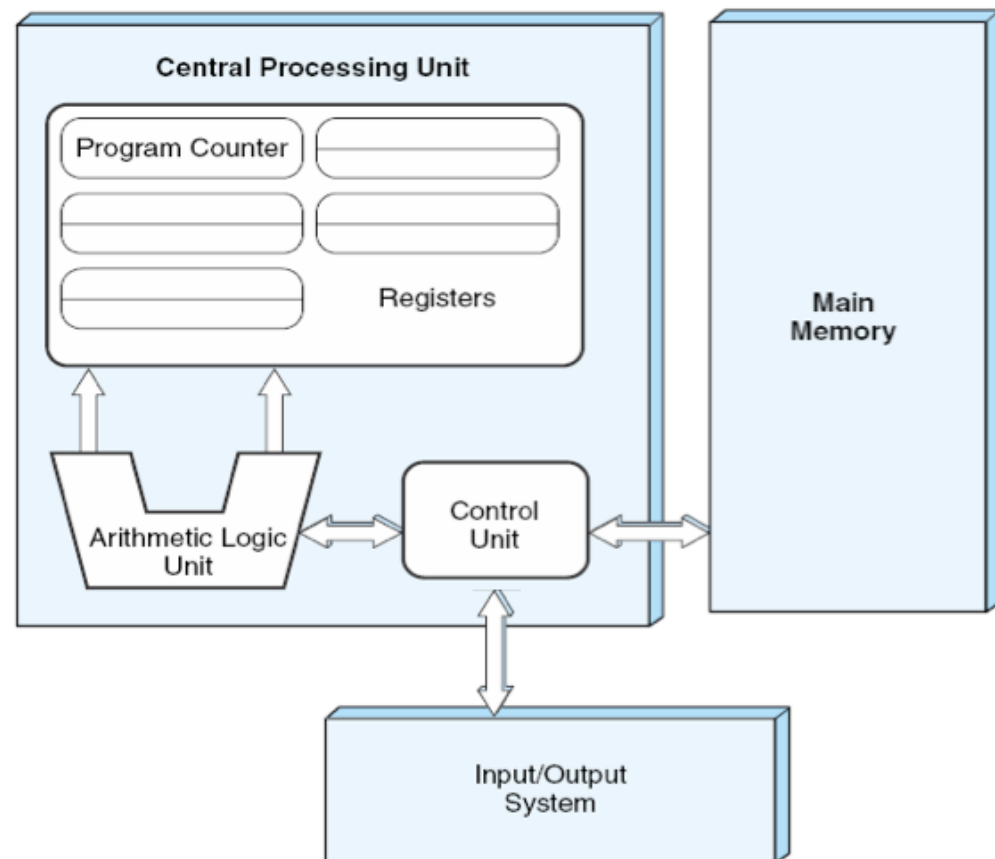 Central Processing Unit
Program Counter
Registers
Main
Memory
Arithmetic Logic
Unit
Control
Unit
Input/Output
System